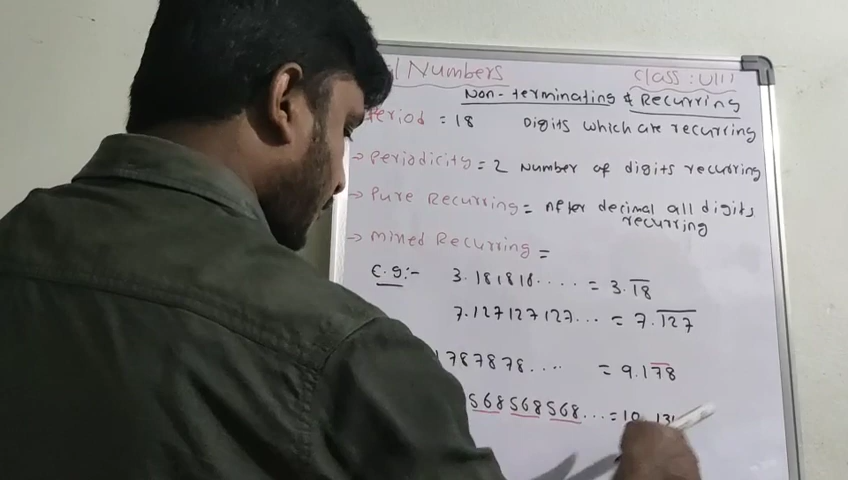 Numbers
Class: VIII
Non-terminating & Recurring
Period = 18 Digits which are recurring
→ Periodicity = 2 Number of digits recurring
→ Pure Recurring = After decimal all digits
recurring
→ Mixed Recurring =
E.g:-
3.181818.... = 3.18
7.127127127... = 7.127
787878.... = 9.178
568568568... = 10.